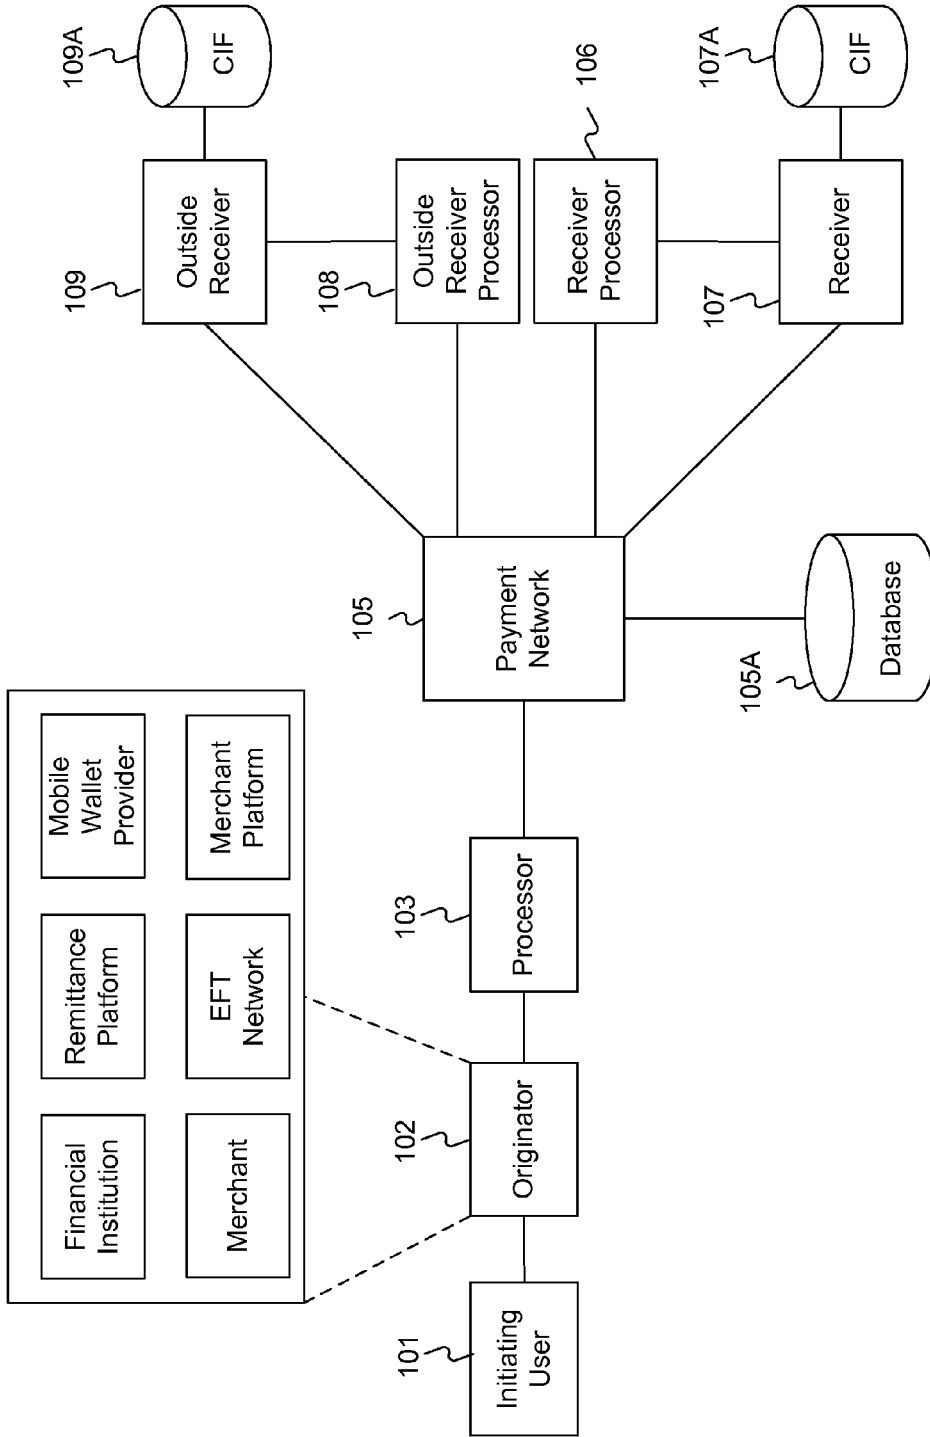 Financial
Institution
Remittance
Platform
Mobile
Wallet
Provider
Merchant
EFT
Network
Merchant
Platform
101
Initiating
User
102
Originator
103
Processor
105
Payment
Network
105A
Database
109
Outside
Receiver
109A
CIF
108
Outside
Receiver
Processor
106
Receiver
Processor
107
Receiver
107A
CIF